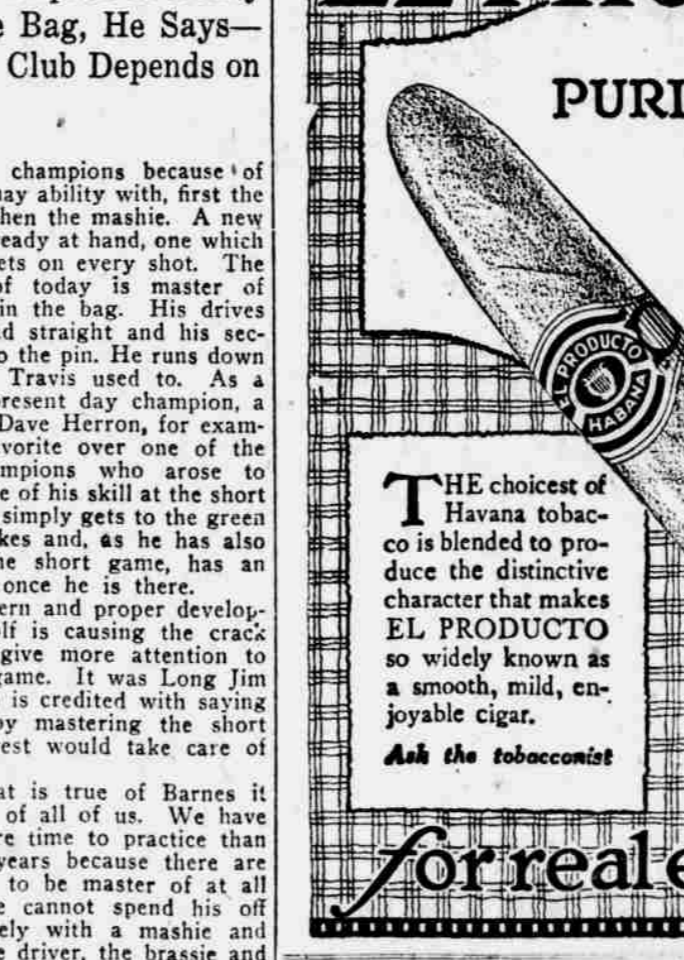 e Bag, He Says—
Club Depends on
champions because of
ability with, first the
hen the mashie. A new
eady at hand, one which
ets on every shot. The
of today is master of
in the bag. His drives
d straight and his sec-
o the pin. He runs down
Travis used to. As a
resent day champion, a
Dave Herron, for exam-
vorite over one of the
mpions who arose to
e of his skill at the short
simply gets to the green
kes and, as he has also
he short game, has an
once he is there.
ern and proper develop-
lf is causing the crack
give more attention to
game. It was Long Jim
is credited with saying
by mastering the short
est would take care of
at is true of Barnes it
of all of us. We have
re time to practice than
years because there are
to be master of at all
e cannot spend his off
ely with a mashie and
e driver, the brassie and
PURI
EL PRODUCTO
HABANA
THE choicest of
Havana tobac-
co is blended to pro-
duce the distinctive
character that makes
EL PRODUCTO
so widely known as
a smooth, mild, en-
joyable cigar.
Ask the tobacconist
for real e